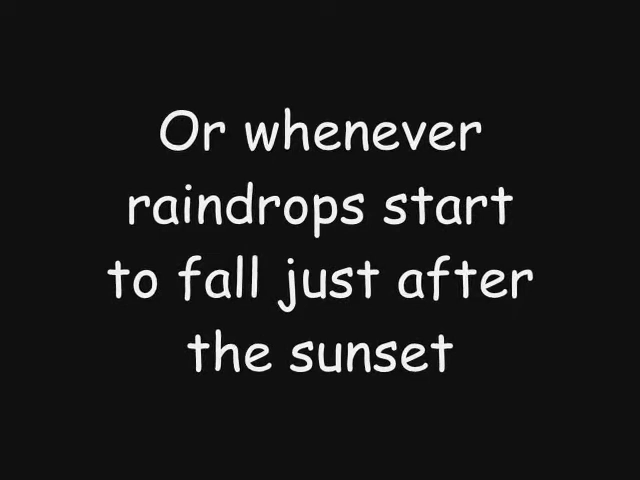 Or whenever
raindrops start
to fall just after
the sunset